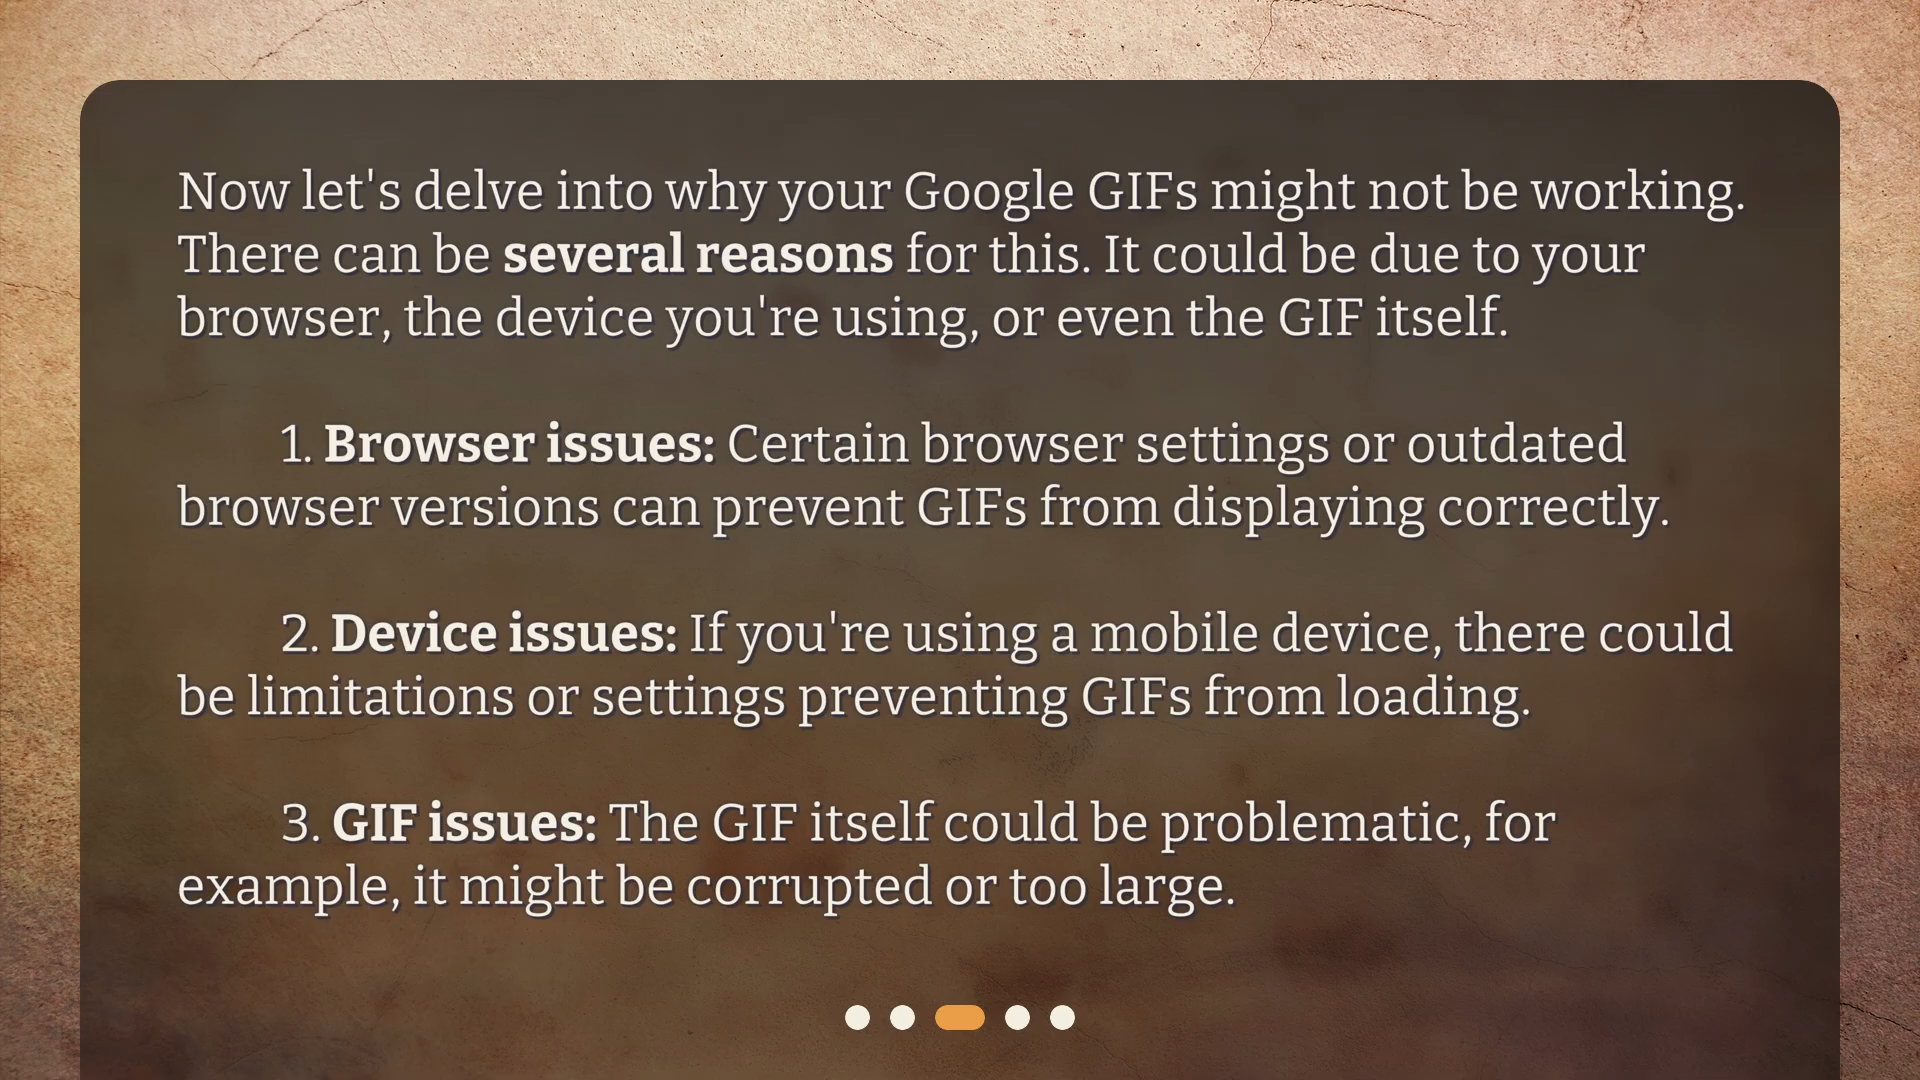 Now let's delve into why your Google GIFs might not be working.
There can be several reasons for this. It could be due to your
browser, the device you're using, or even the GIF itself.
1. Browser issues: Certain browser settings or outdated
browser versions can prevent GIFs from displaying correctly.
2. Device issues: If you're using a mobile device, there could
be limitations or settings preventing GIFs from loading.
3. GIF issues: The GIF itself could be problematic, for
example, it might be corrupted or too large.